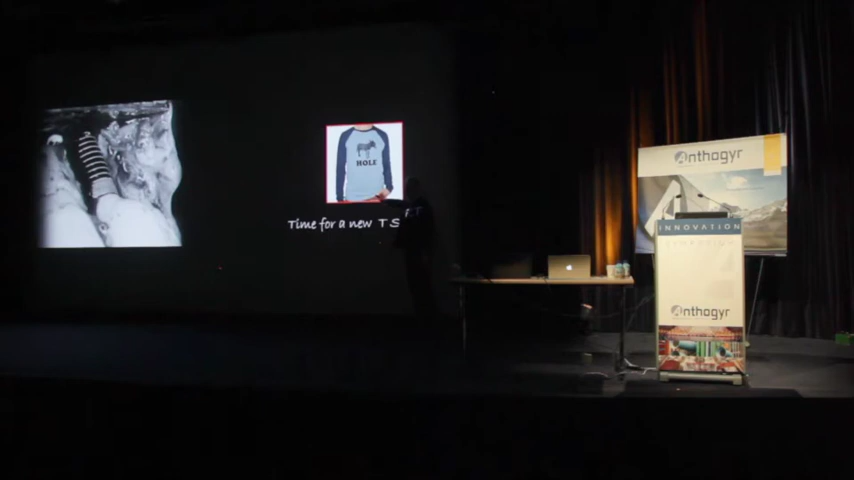 HOLE
Time for a new T S
Anthogyr
INNOVATION
Anthogyr